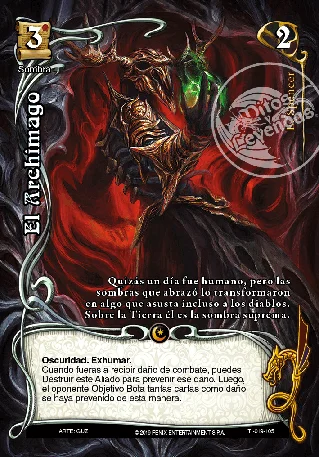 3
2
Sombra
El Archimago
Mitos y
Leyendas
Quizás un día fue humano, pero las
sombras que abrazó lo transformaron
en algo que asusta incluso a los diablos.
Sobre la Tierra él es la sombra suprema.
Oscuridad. Exhumar.
Cuando fueras a recibir daño de combate, puedes
Destruir este Aliado para prevenir ese daño. Luego,
el oponente Objetivo Bota tantas cartas como daño
se haya prevenido de esta manera.
ENTERTAINMENT